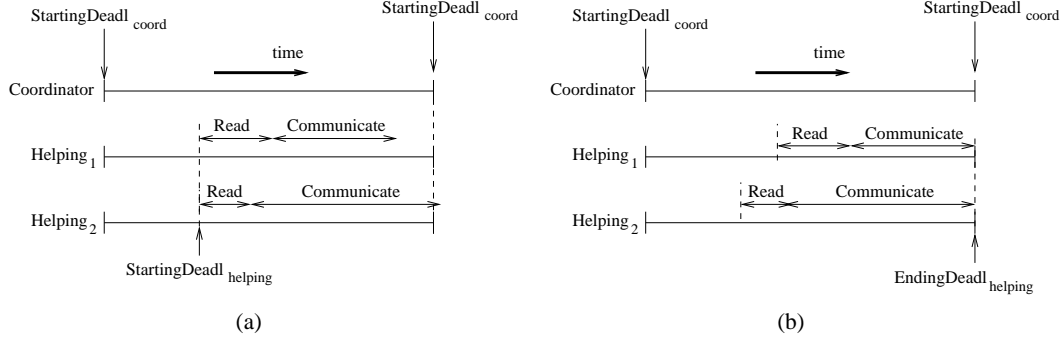 StartingDeadl coord
StartingDeadl coord
time
Coordinator
Read Communicate
Helping 1
Read Communicate
Helping 2
StartingDeadl helping
(a)
StartingDeadl coord
StartingDeadl coord
time
Coordinator
Read Communicate
Helping 1
Read Communicate
Helping 2
EndingDeadl helping
(b)